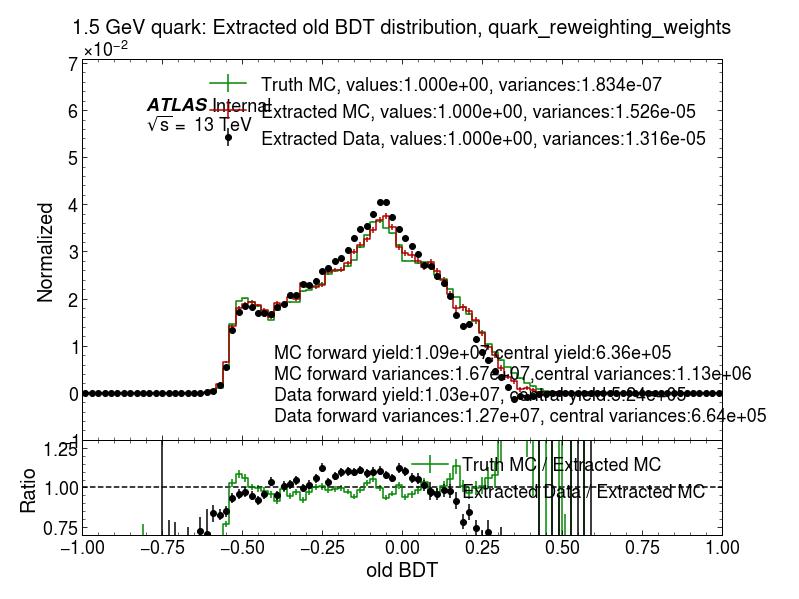 1.5 GeV quark: Extracted old BDT distribution, quark_reweighting_weights
×10⁻²
7
6
5
4
3
2
1
0
1
Normalized
ATLAS Internal
√s = 13 TeV
Truth MC, values:1.000e+00, variances:1.834e-07
Extracted MC, values:1.000e+00, variances:1.526e-05
Extracted Data, values:1.000e+00, variances:1.316e-05
MC forward yield:1.09e+07, central yield:6.36e+05
MC forward variances:1.67e+07, central variances:1.13e+06
Data forward yield:1.03e+07, central yield:5.24e+05
Data forward variances:1.27e+07, central variances:6.64e+05
1.25
1.00
0.75
Ratio
Truth MC / Extracted MC
Extracted Data / Extracted MC
−1.00 −0.75 −0.50 −0.25 0.00 0.25 0.50 0.75 1.00
old BDT